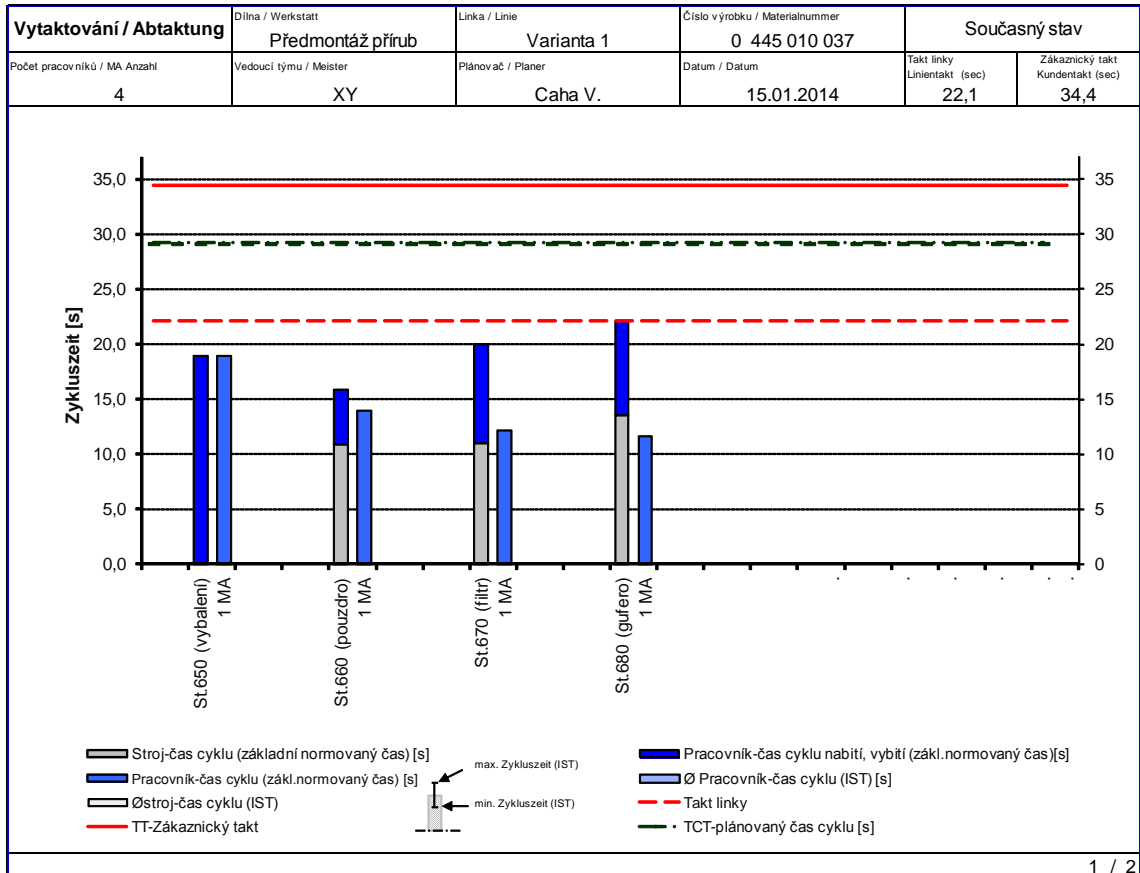 Vytaktování / Abtaktung
Dílna / Werkstatt
Předmontáž přírub
Linka / Linie
Varianta 1
Číslo výrobku / Materialnummer
0 445 010 037
Současný stav
Počet pracovníků / MA Anzahl
4
Vedoucí týmu / Meister
XY
Plánovač / Planer
Caha V.
Datum / Datum
15.01.2014
Takt linky
Linientakt (sec)
22,1
Zákaznický takt
Kundentakt (sec)
34,4
Zykluszeit [s]
35,0
30,0
25,0
20,0
15,0
10,0
5,0
0,0
35
30
25
20
15
10
5
0
St.650 (vybalení)
1 MA
St.660 (pouzdro)
1 MA
St.670 (filtr)
1 MA
St.680 (gufero)
1 MA
Stroj-čas cyklu (základní normovaný čas) [s]
Pracovník-čas cyklu nabití, vybití (zákl.normovaný čas)[s]
Pracovník-čas cyklu (zákl.normovaný čas) [s]
Ø Pracovník-čas cyklu (IST) [s]
Østroj-čas cyklu (IST)
Takt linky
TT-Zákaznický takt
TCT-plánovaný čas cyklu [s]
max. Zykluszeit (IST)
min. Zykluszeit (IST)
1 / 2